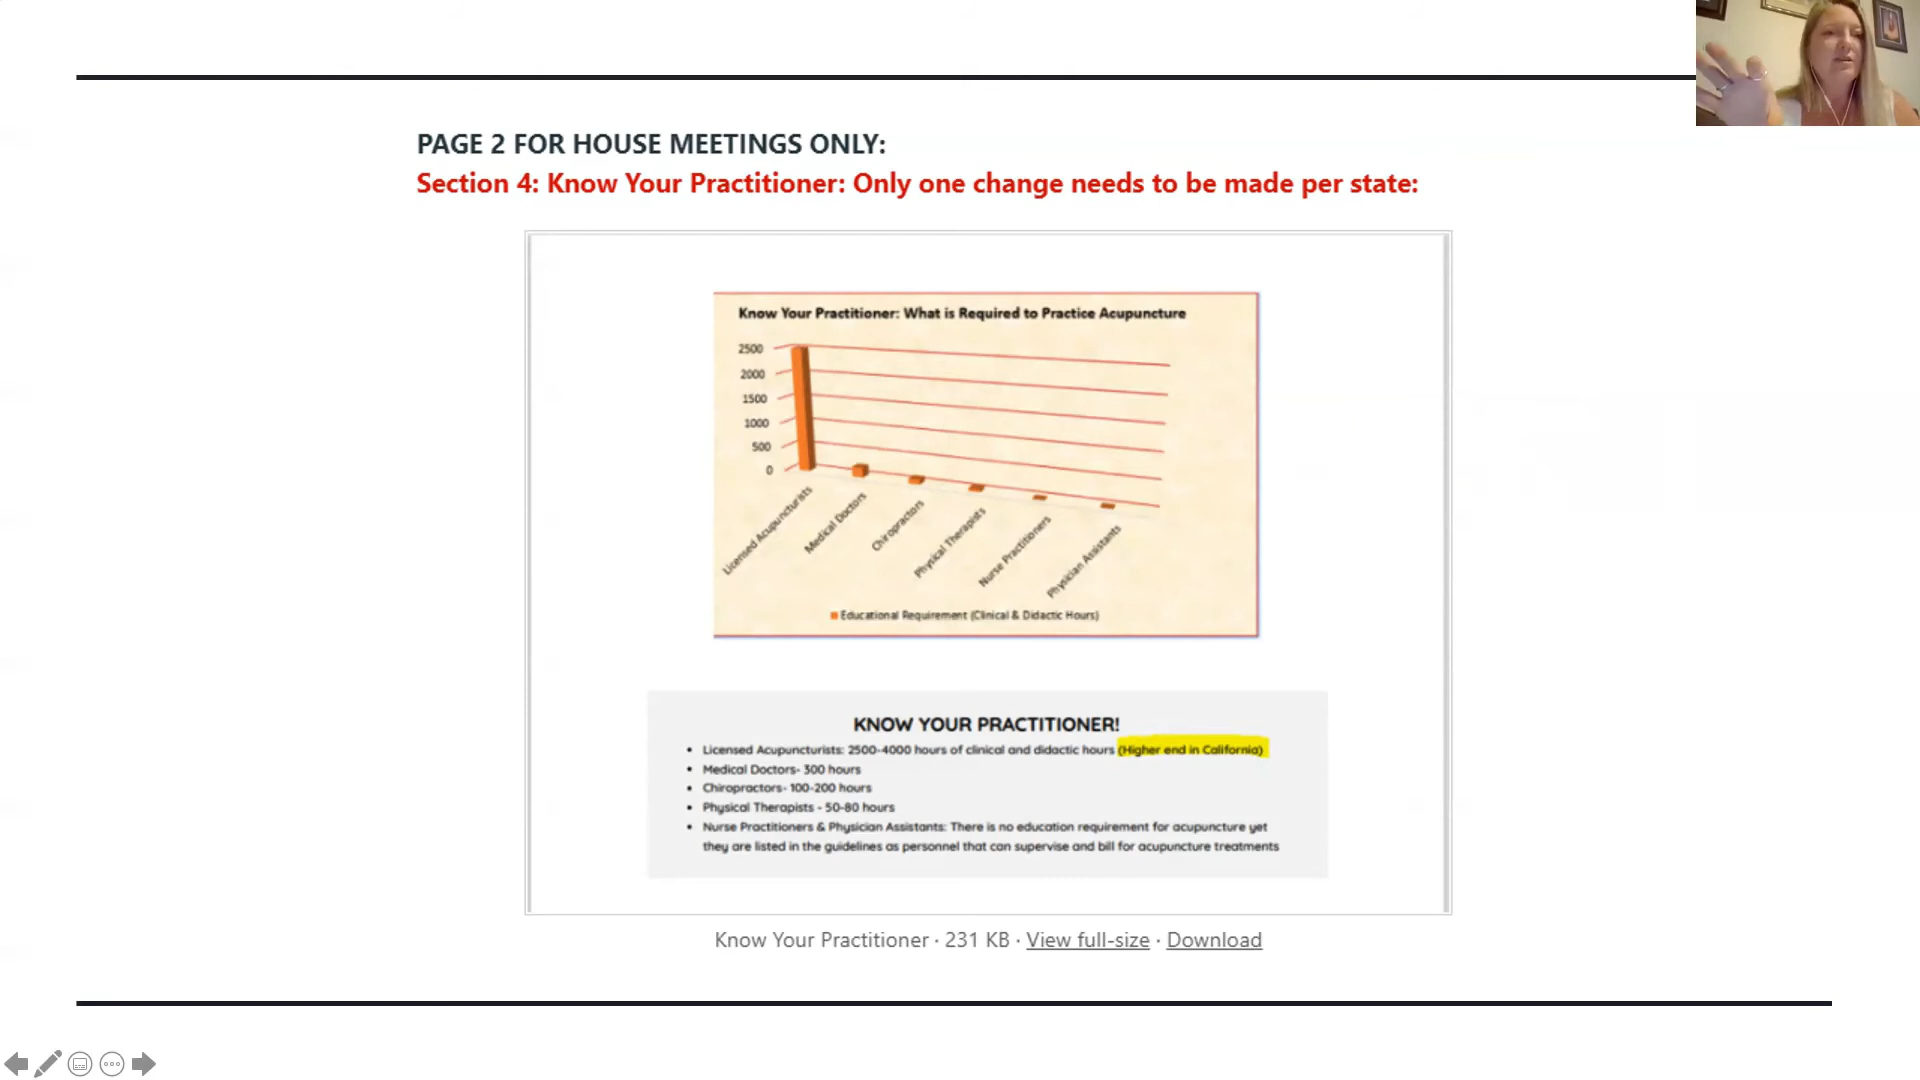 PAGE 2 FOR HOUSE MEETINGS ONLY:
Section 4: Know Your Practitioner: Only one change needs to be made per state:
Know Your Practitioner: What is Required to Practice Acupuncture
2500
2000
1500
1000
500
0
Licensed Acupuncturists
Medical Doctors
Chiropractors
Physical Therapists
Nurse Practitioners
Physician Assistants
Educational Requirement (Clinical & Didactic Hours)
KNOW YOUR PRACTITIONER!
• Licensed Acupuncturists: 2500-4000 hours of clinical and didactic hours (Higher end in California)
• Medical Doctors- 300 hours
• Chiropractors- 100-200 hours
• Physical Therapists - 50-80 hours
• Nurse Practitioners & Physician Assistants: There is no education requirement for acupuncture yet
they are listed in the guidelines as personnel that can supervise and bill for acupuncture treatments
Know Your Practitioner · 231 KB · View full-size · Download